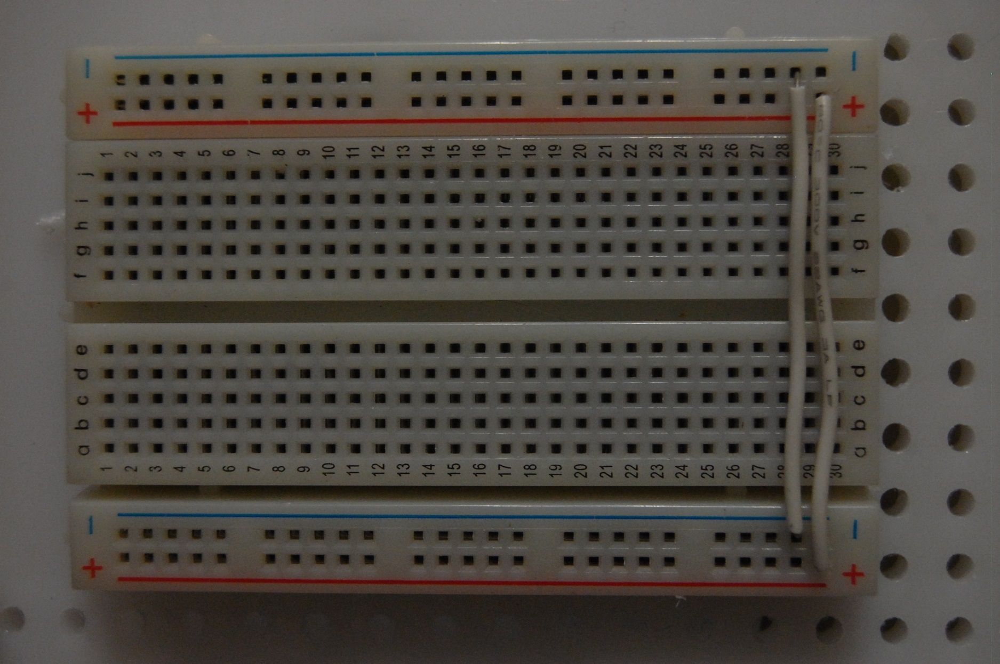 − −
+ +
1 2 3 4 5 6 7 8 9 10 11 12 13 14 15 16 17 18 19 20 21 22 23 24 25 26 27 28 30
j j
i i
h h
g g
f f
e e
d d
c c
b b
a a
1 2 3 4 5 6 7 8 9 10 11 12 13 14 15 16 17 18 19 20 21 22 23 24 25 26 27 28 29 30
− −
+ +